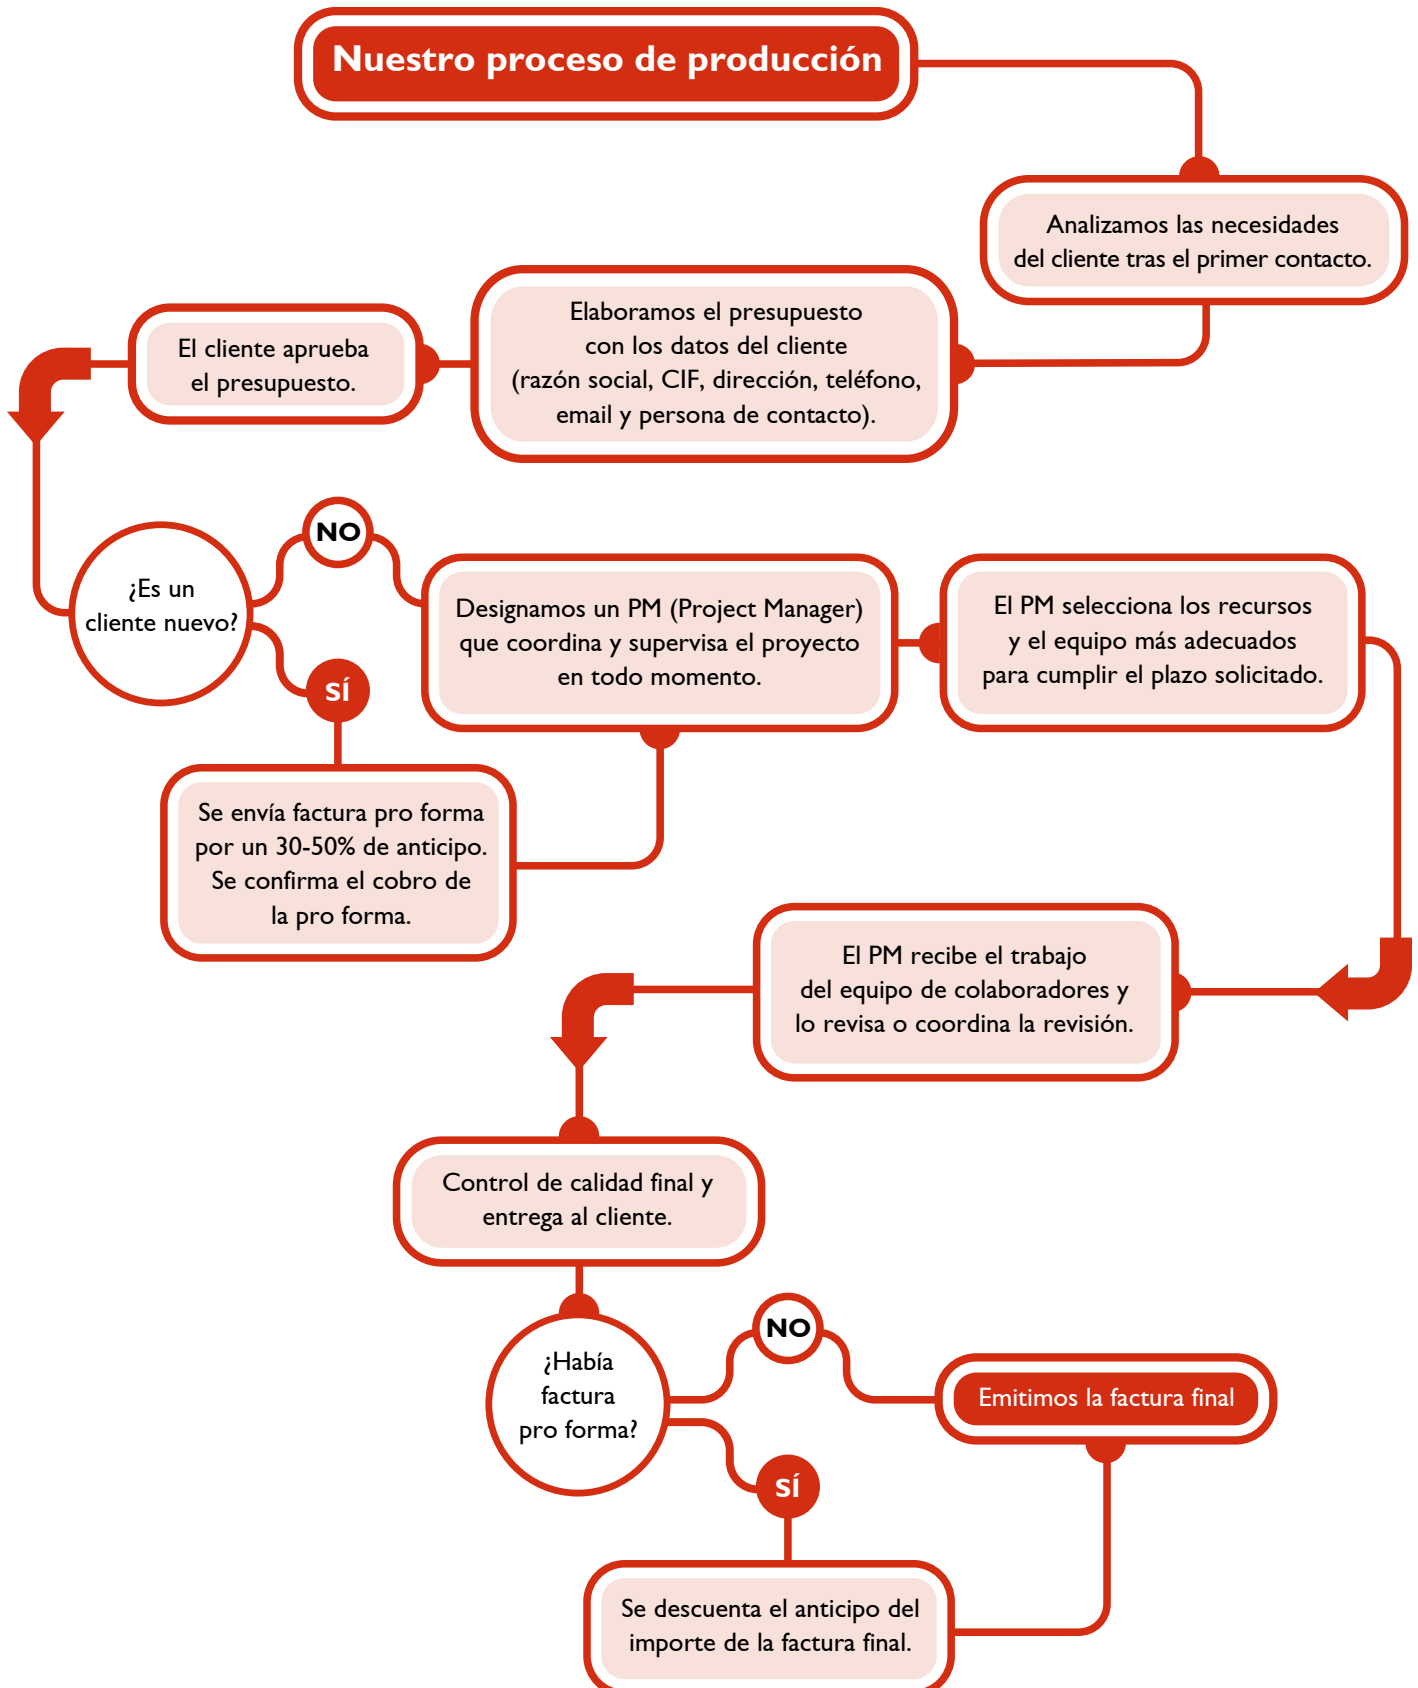 Nuestro proceso de producción
Analizamos las necesidades
del cliente tras el primer contacto.
Elaboramos el presupuesto
con los datos del cliente
(razón social, CIF, dirección, teléfono,
email y persona de contacto).
El cliente aprueba
el presupuesto.
¿Es un
cliente nuevo?
NO
SÍ
Se envía factura pro forma
por un 30-50% de anticipo.
Se confirma el cobro de
la pro forma.
Designamos un PM (Project Manager)
que coordina y supervisa el proyecto
en todo momento.
El PM selecciona los recursos
y el equipo más adecuados
para cumplir el plazo solicitado.
El PM recibe el trabajo
del equipo de colaboradores y
lo revisa o coordina la revisión.
Control de calidad final y
entrega al cliente.
¿Había
factura
pro forma?
NO
SÍ
Se descuenta el anticipo del
importe de la factura final.
Emitimos la factura final